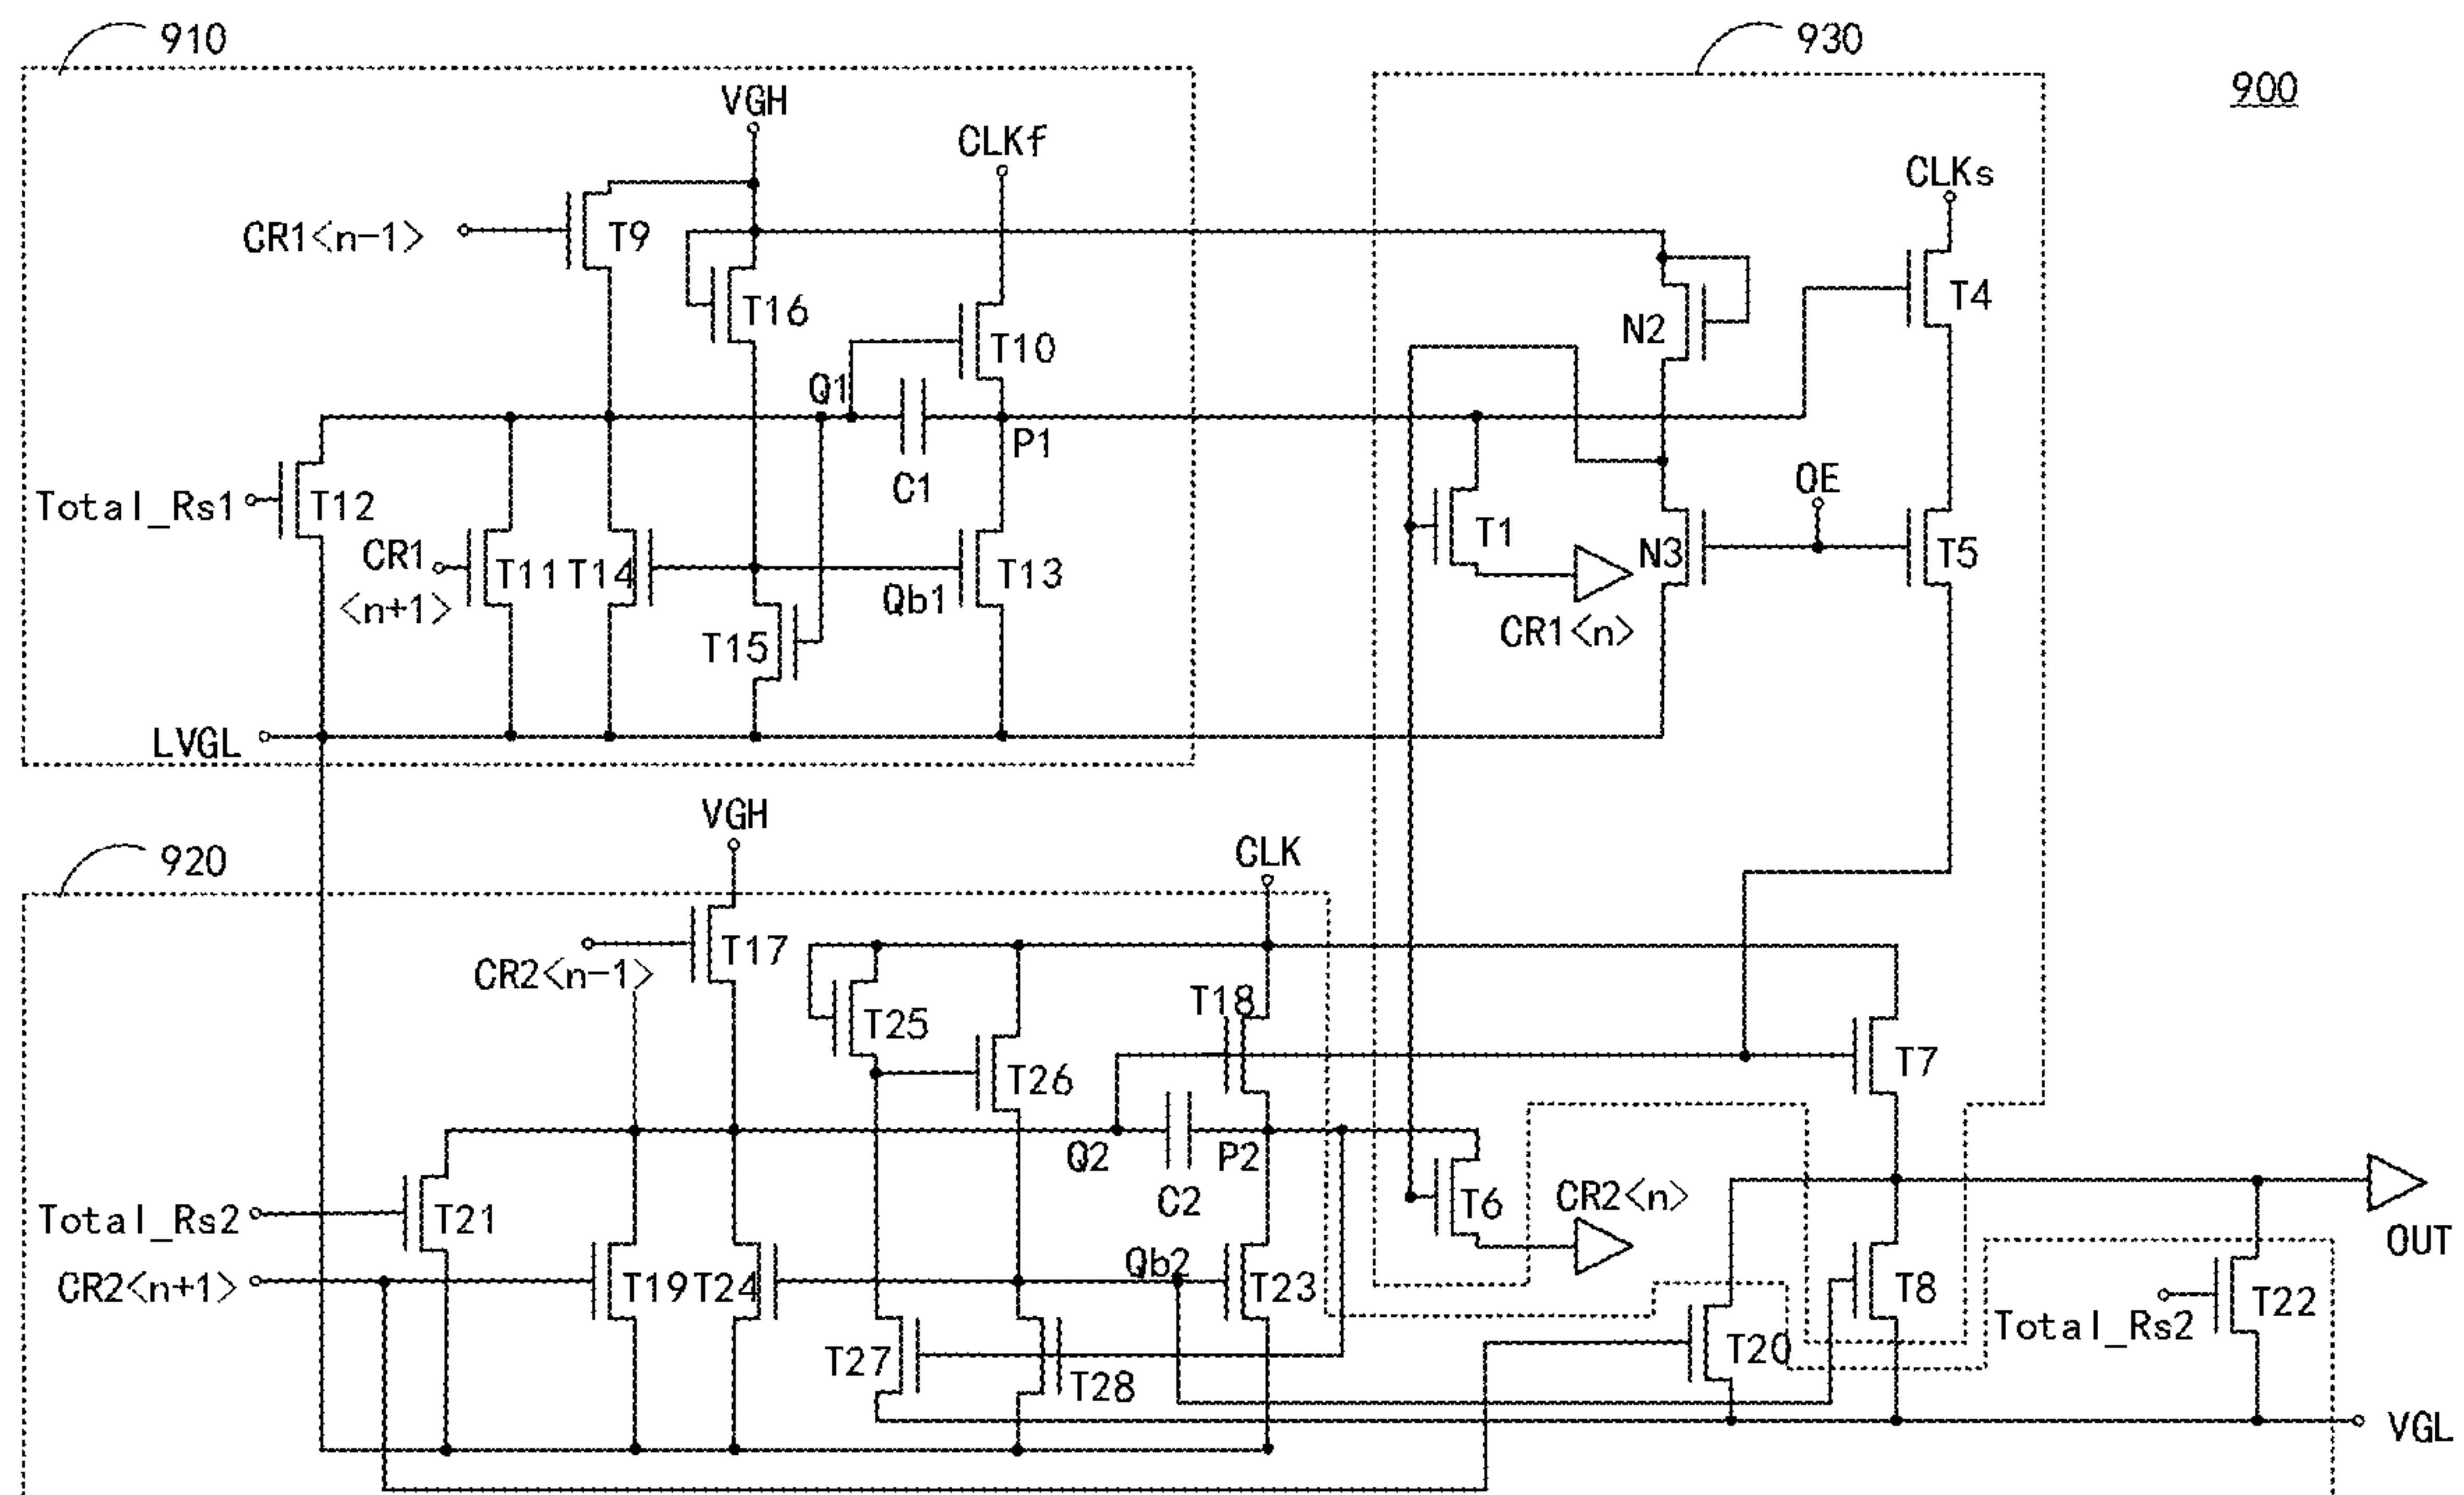 910
930
900
VGH
CLKf
CLKs
CR1<n-1>
T9
T16
T10
N2
T4
Q1
P1
C1
OE
Total_Rs1
T12
CR1
<n+1>
T11
T14
Qb1
T13
T1
N3
T5
T15
CR1<n>
LVGL
920
VGH
CLK
CR2<n-1>
T17
T25
T26
T18
T7
Q2
P2
C2
T6
CR2<n>
Total_Rs2
T21
OUT
CR2<n+1>
T19
T24
Qb2
T23
T8
T22
Total_Rs2
T27
T28
T20
VGL